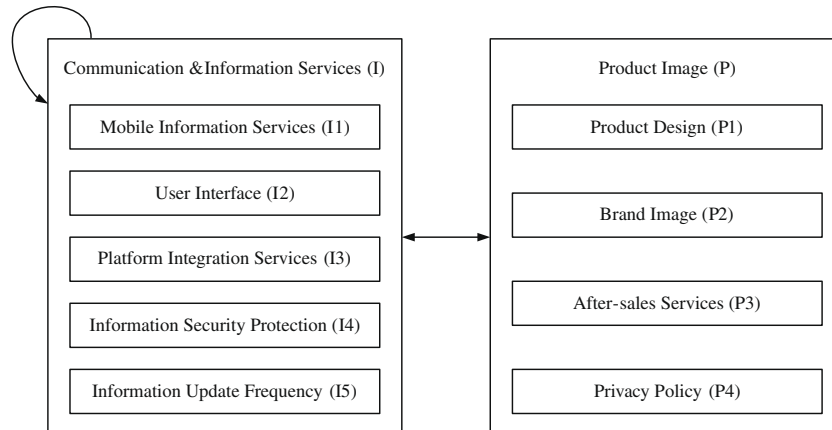 Communication &Information Services (I)
Mobile Information Services (I1)
User Interface (I2)
Platform Integration Services (I3)
Information Security Protection (I4)
Information Update Frequency (I5)
Product Image (P)
Product Design (P1)
Brand Image (P2)
After-sales Services (P3)
Privacy Policy (P4)